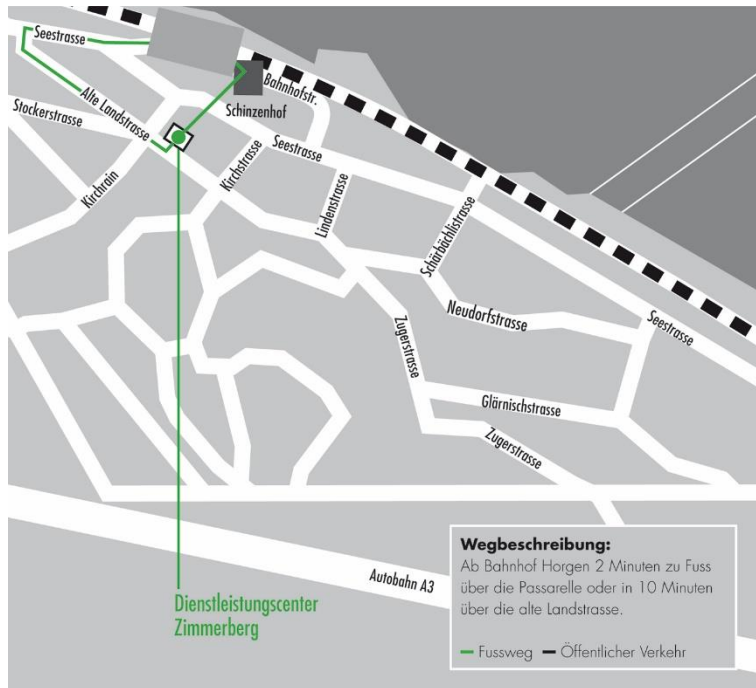 Seestrasse
Bahnhofstr.
Schinzenhof
Alte Landstrasse
Stockerstrasse
Kirchrain
Kirchstrasse
Seestrasse
Lindenstrasse
Schärbächlistrasse
Neudorfstrasse
Seestrasse
Zugerstrasse
Glärnischstrasse
Zugerstrasse
Autobahn A3
Dienstleistungscenter
Zimmerberg
Wegbeschreibung:
Ab Bahnhof Horgen 2 Minuten zu Fuss
über die Passarelle oder in 10 Minuten
über die alte Landstrasse.
Fussweg Öffentlicher Verkehr